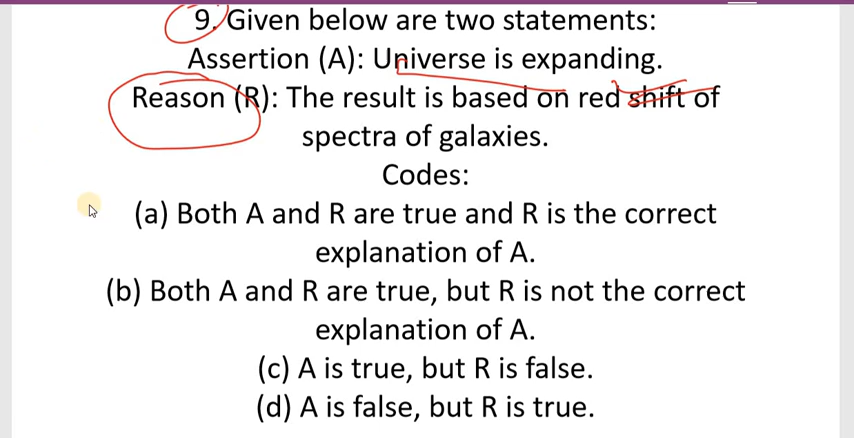 9. Given below are two statements:
Assertion (A): Universe is expanding.
Reason (R): The result is based on red shift of
spectra of galaxies.
Codes:
(a) Both A and R are true and R is the correct
explanation of A.
(b) Both A and R are true, but R is not the correct
explanation of A.
(c) A is true, but R is false.
(d) A is false, but R is true.